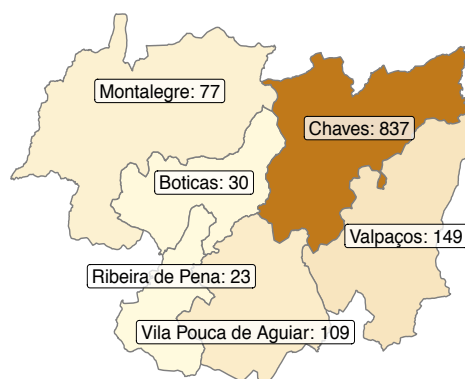 Montalegre: 77
Chaves: 837
Boticas: 30
Valpaços: 149
Ribeira de Pena: 23
Vila Pouca de Aguiar: 109